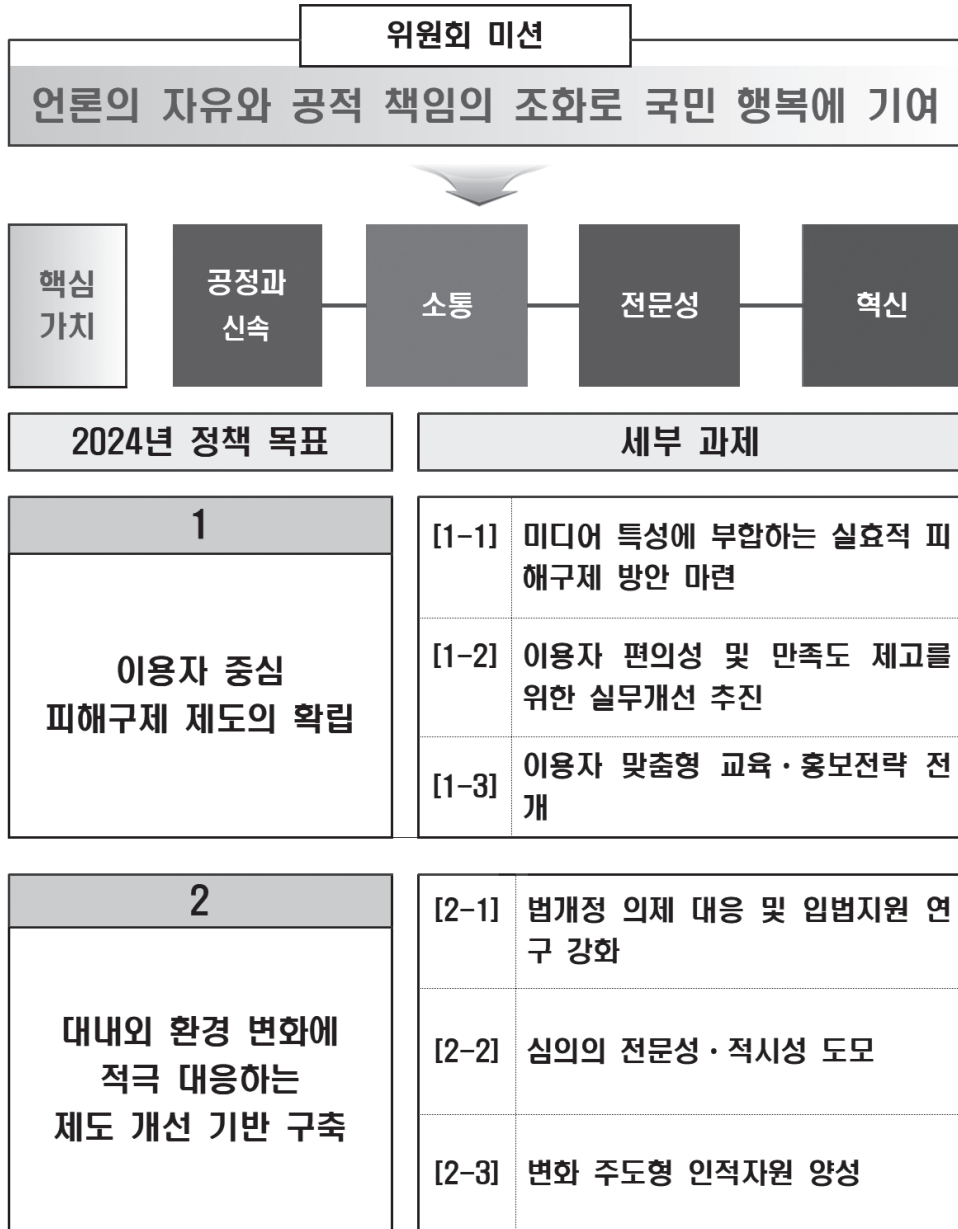 위원회 미션
언론의 자유와 공적 책임의 조화로 국민 행복에 기여
핵심
가치
공정과
신속
소통
전문성
혁신
2024년 정책 목표
세부 과제
1
이용자 중심
피해구제 제도의 확립
[1-1]
미디어 특성에 부합하는 실효적 피
해구제 방안 마련
[1-2]
이용자 편의성 및 만족도 제고를
위한 실무개선 추진
[1-3]
이용자 맞춤형 교육·홍보전략 전
개
2
대내외 환경 변화에
적극 대응하는
제도 개선 기반 구축
[2-1]
법개정 의제 대응 및 입법지원 연
구 강화
[2-2]
심의의 전문성·적시성 도모
[2-3]
변화 주도형 인적자원 양성